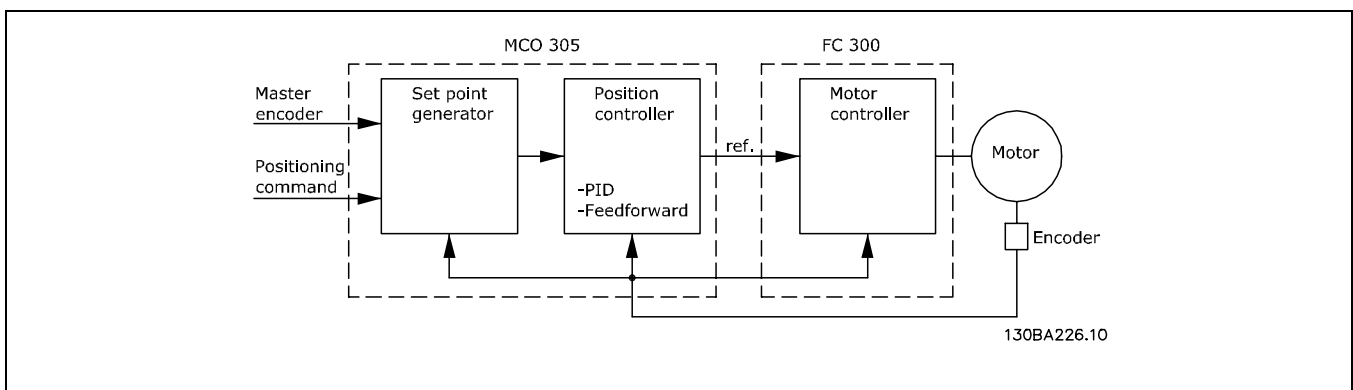 MCO 305
FC 300
Master
encoder
Set point
generator
Position
controller
Motor
controller
ref.
Motor
Positioning
command
-PID
-Feedforward
Encoder
130BA226.10